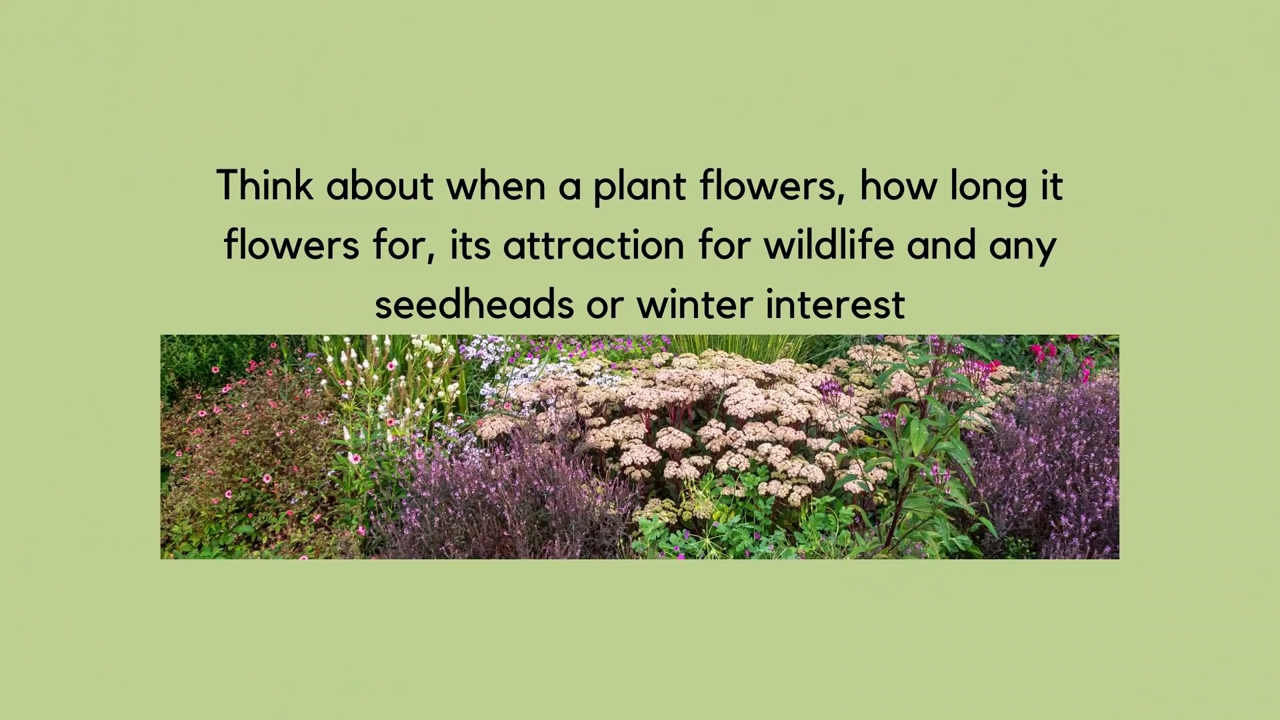 Think about when a plant flowers, how long it
flowers for, its attraction for wildlife and any
seedheads or winter interest